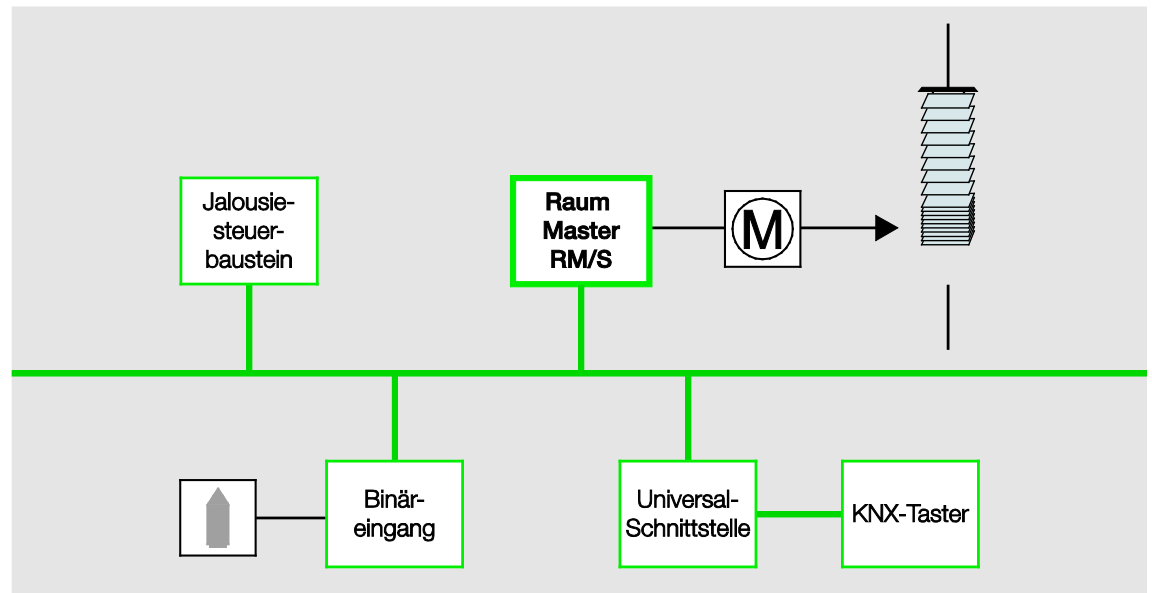 Jalousie-
steuer-
baustein
Raum
Master
RM/S
M
Binär-
eingang
Universal-
Schnittstelle
KNX-Taster